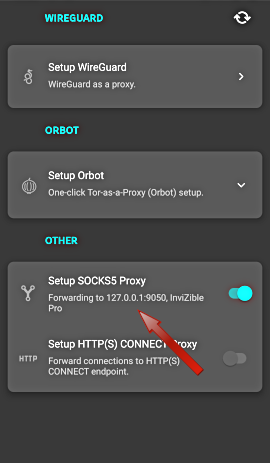 WIREGUARD
Setup WireGuard
WireGuard as a proxy.
ORBOT
Setup Orbot
One-click Tor-as-a-Proxy (Orbot) setup.
OTHER
Setup SOCKS5 Proxy
Forwarding to 127.0.0.1:9050, InviZible
Pro
Setup HTTP(S) CONNECT Proxy
HTTP
Forward connections to HTTP(S)
CONNECT endpoint.